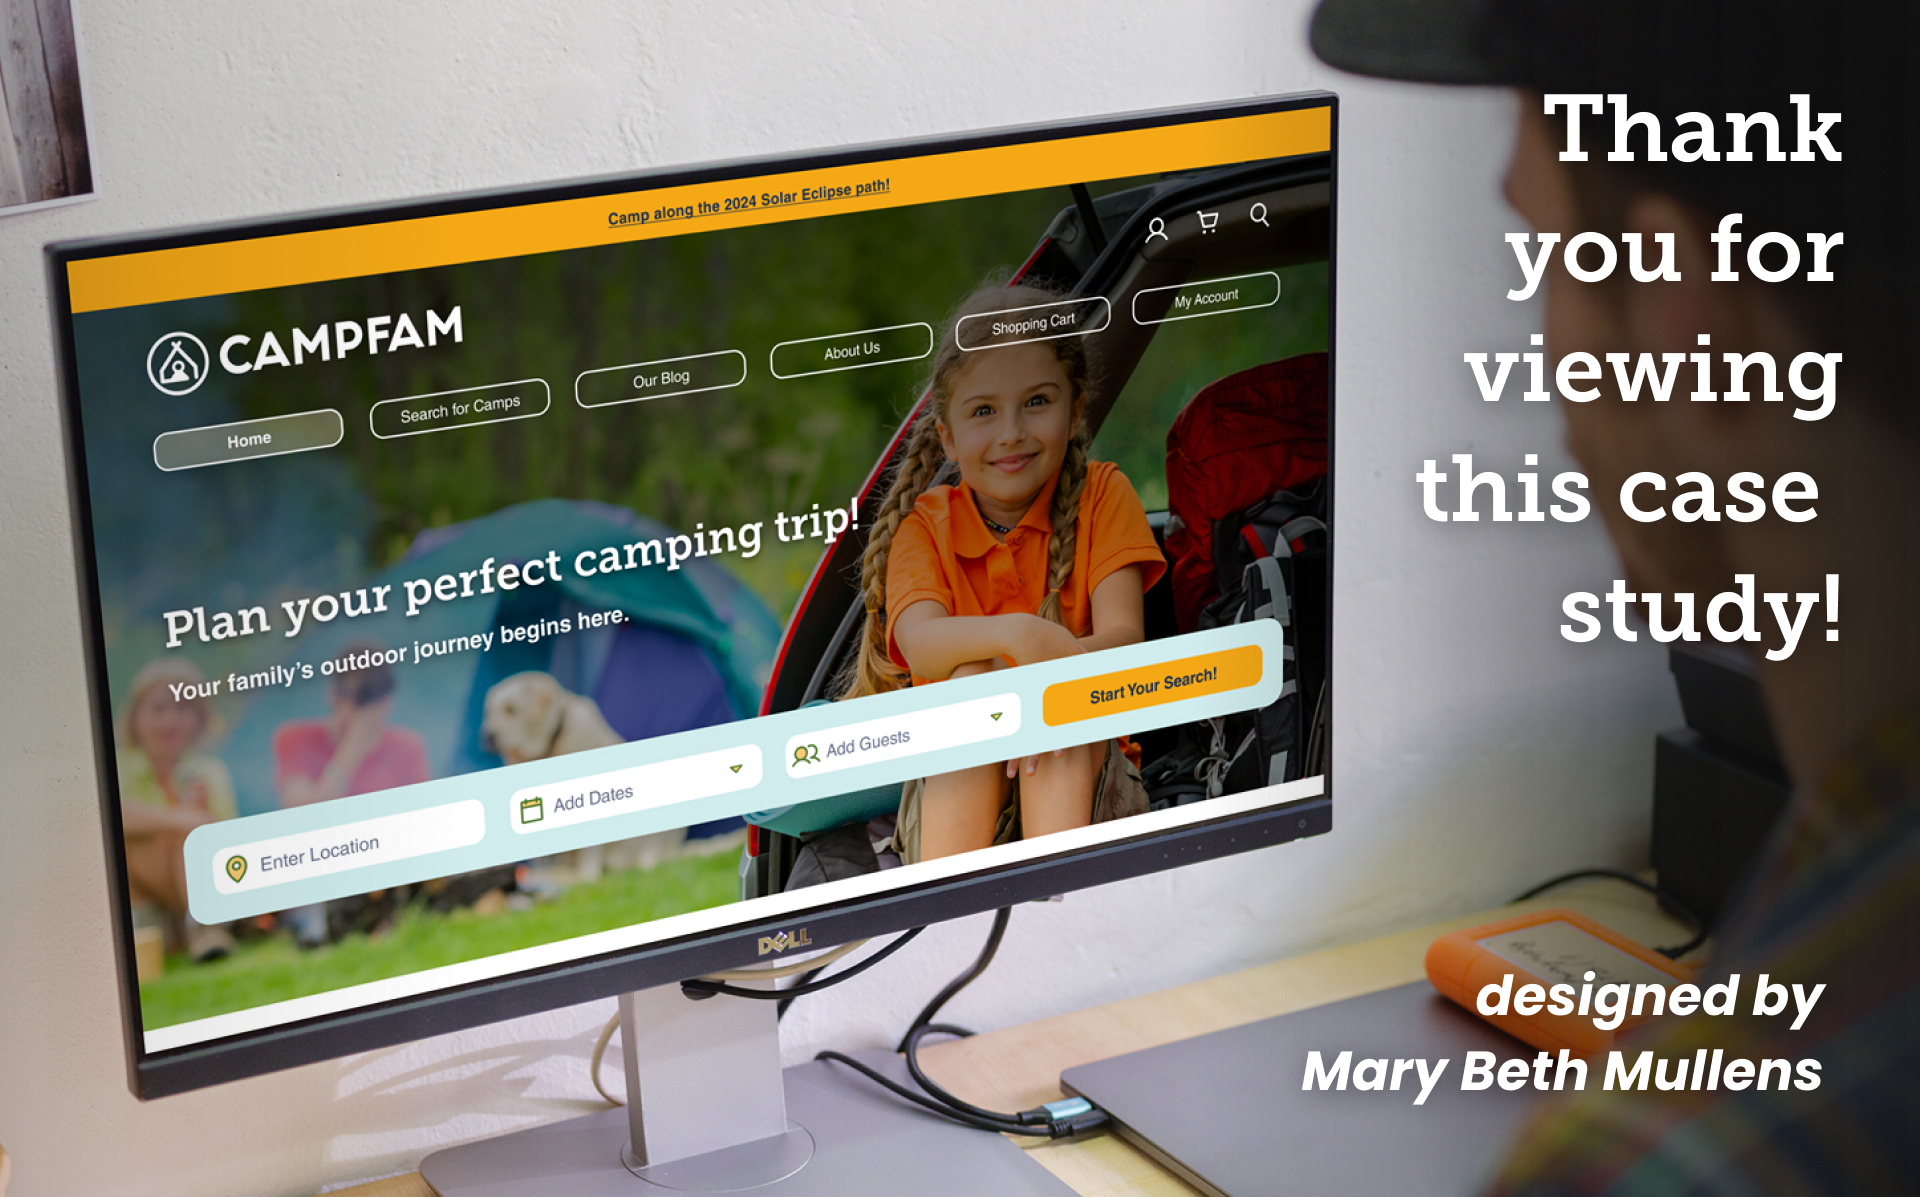 Camp along the 2024 Solar Eclipse path!
CAMPFAM
Home
Search for Camps
Our Blog
About Us
Shopping Cart
My Account
Plan your perfect camping trip!
Your family's outdoor journey begins here.
Enter Location
Add Dates
Add Guests
Start Your Search!
DELL
Thank
you for
viewing
this case
study!
designed by
Mary Beth Mullens